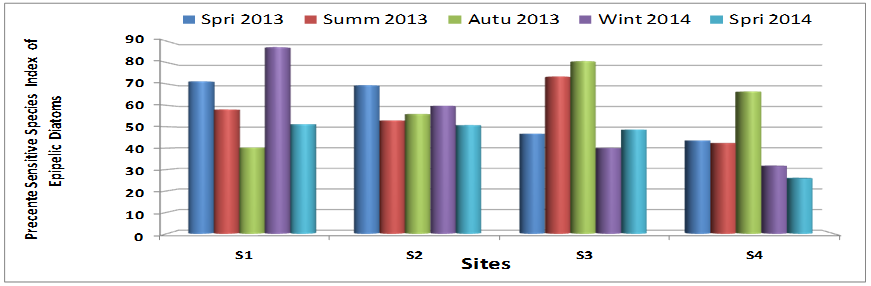 Spri 2013 Summ 2013 Autu 2013 Wint 2014 Spri 2014
Precente Sensitive Species Index of
Epipelic Diatoms
90
80
70
60
50
40
30
20
10
0
S1 S2 S3 S4
Sites